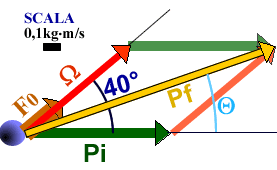 SCALA
0,1kg·m/s
F0
Ω
40°
Pf
Θ
Pi